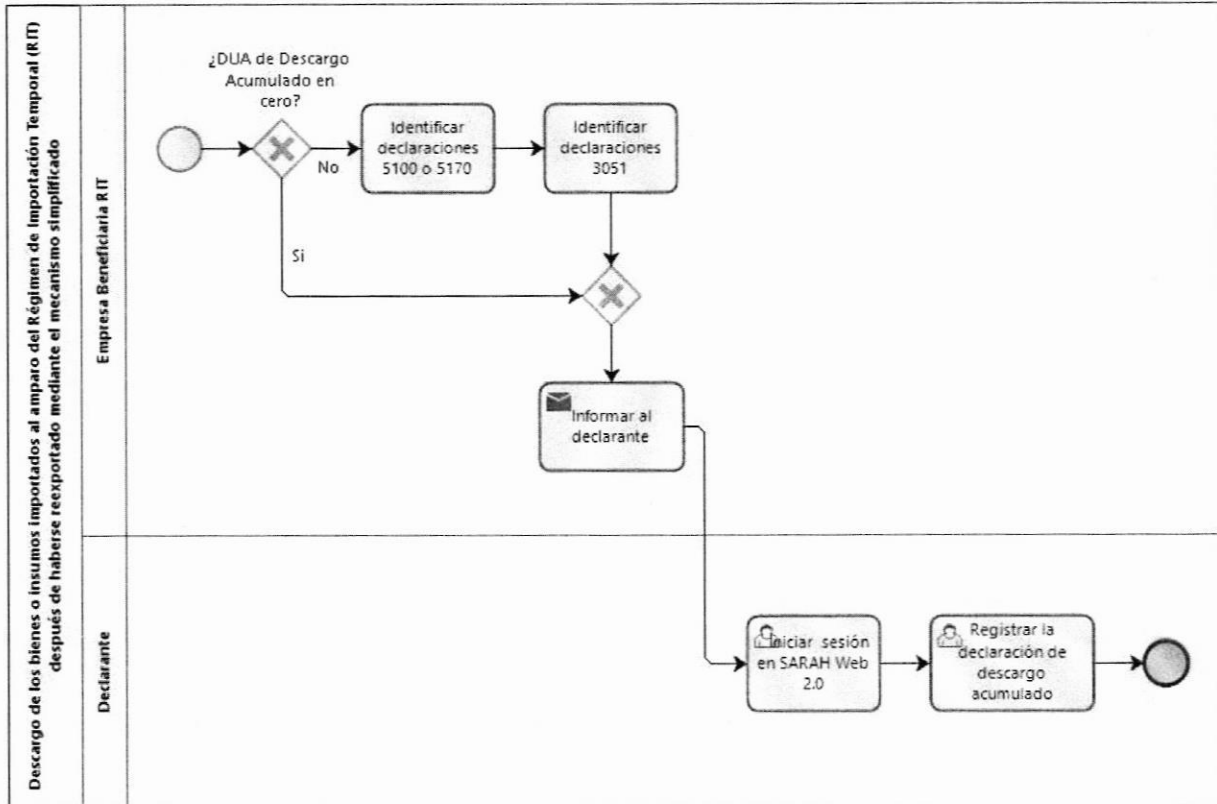 Descargo de los bienes o insumos importados al amparo del Régimen de Importación Temporal (RIT)
después de haberse reexportado mediante el mecanismo simplificado
Empresa Beneficiaria RIT
¿DUA de Descargo
Acumulado en
cero?
No
Si
Identificar
declaraciones
5100 o 5170
Identificar
declaraciones
3051
Informar al
declarante
Declarante
Iniciar sesión
en SARAH Web
2.0
Registrar la
declaración de
descargo
acumulado